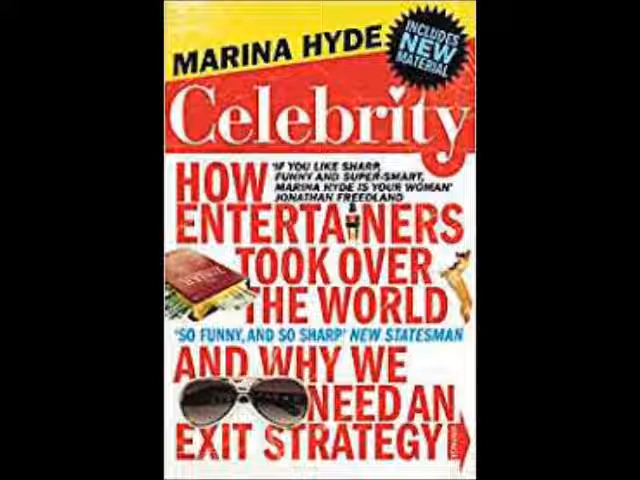 MARINA HYDE
INCLUDES
NEW
MATERIAL
Celebrity
HOW
'IF YOU LIKE SHARP,
FUNNY AND SUPER-SMART,
MARINA HYDE IS YOUR WOMAN'
JONATHAN FREEDLAND
ENTERTAINERS
TOOK OVER
THE WORLD
'SO FUNNY, AND SO SHARP' NEW STATESMAN
AND WHY WE
NEED AN
EXIT STRATEGY